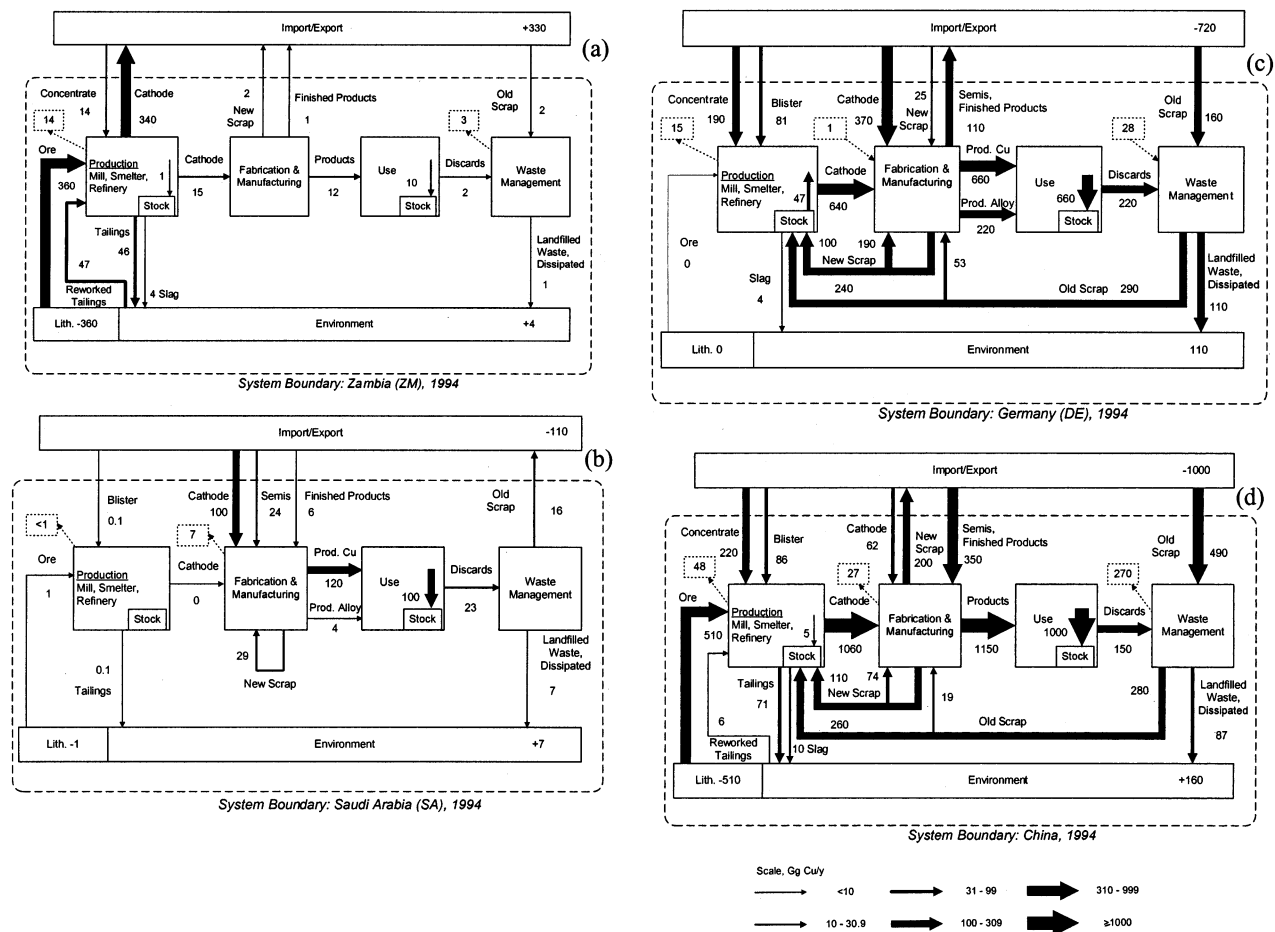 Import/Export
+330
(a)
Concentrate
14
Cathode
340
2
New
Scrap
Finished Products
1
Old
Scrap
2
14
3
Ore
360
Production
Mill, Smelter,
Refinery
1
Stock
Cathode
15
Fabrication &
Manufacturing
Products
12
Use
10
Stock
Discards
2
Waste
Management
Tailings
46
47
Reworked
Tailings
4 Slag
Landfilled
Waste,
Dissipated
1
Lith. -360
Environment
+4
System Boundary: Zambia (ZM), 1994
Import/Export
-110
(b)
Blister
0.1
Cathode
100
Semis
24
Finished Products
6
Old
Scrap
16
<1
7
Ore
1
Production
Mill, Smelter,
Refinery
Stock
Cathode
0
Fabrication &
Manufacturing
Prod. Cu
120
Prod. Alloy
4
Use
100
Stock
Discards
23
Waste
Management
29
New Scrap
0.1
Tailings
Landfilled
Waste,
Dissipated
7
Lith. -1
Environment
+7
System Boundary: Saudi Arabia (SA), 1994
Import/Export
-720
(c)
Concentrate
190
Blister
81
Cathode
370
25
New
Scrap
Semis,
Finished Products
110
Old
Scrap
160
15
1
28
Production
Mill, Smelter,
Refinery
47
Stock
Cathode
640
Fabrication &
Manufacturing
Prod. Cu
660
Prod. Alloy
220
Use
660
Stock
Discards
220
Waste
Management
Ore
0
Slag
4
100
190
New Scrap
240
53
Old Scrap
290
Landfilled
Waste,
Dissipated
110
Lith. 0
Environment
110
System Boundary: Germany (DE), 1994
Import/Export
-1000
(d)
Concentrate
220
Blister
86
Cathode
62
New
Scrap
200
Semis,
Finished Products
350
Old
Scrap
490
48
27
270
Ore
510
Production
Mill, Smelter,
Refinery
5
Stock
Cathode
1060
Fabrication &
Manufacturing
Products
1150
Use
1000
Stock
Discards
150
Waste
Management
Tailings
71
110
74
New Scrap
260
19
Old Scrap
280
6
Reworked
Tailings
10 Slag
Landfilled
Waste,
Dissipated
87
Lith. -510
Environment
+160
System Boundary: China, 1994
Scale, Gg Cu/y
<10
31 - 99
310 - 999
10 - 30.9
100 - 309
≥1000